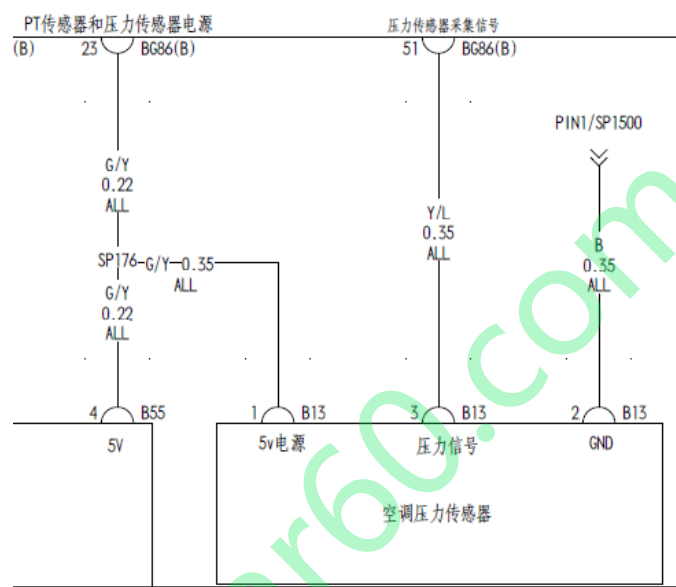 PT传感器和压力传感器电源
压力传感器采集信号
(B)
23
BG86(B)
51
BG86(B)
PIN1/SP1500
G/Y
0.22
ALL
Y/L
0.35
ALL
B
0.35
ALL
SP176
G/Y
0.35
ALL
G/Y
0.22
ALL
4
B55
1
B13
3
B13
2
B13
5V
5v电源
压力信号
GND
空调压力传感器
r60.com